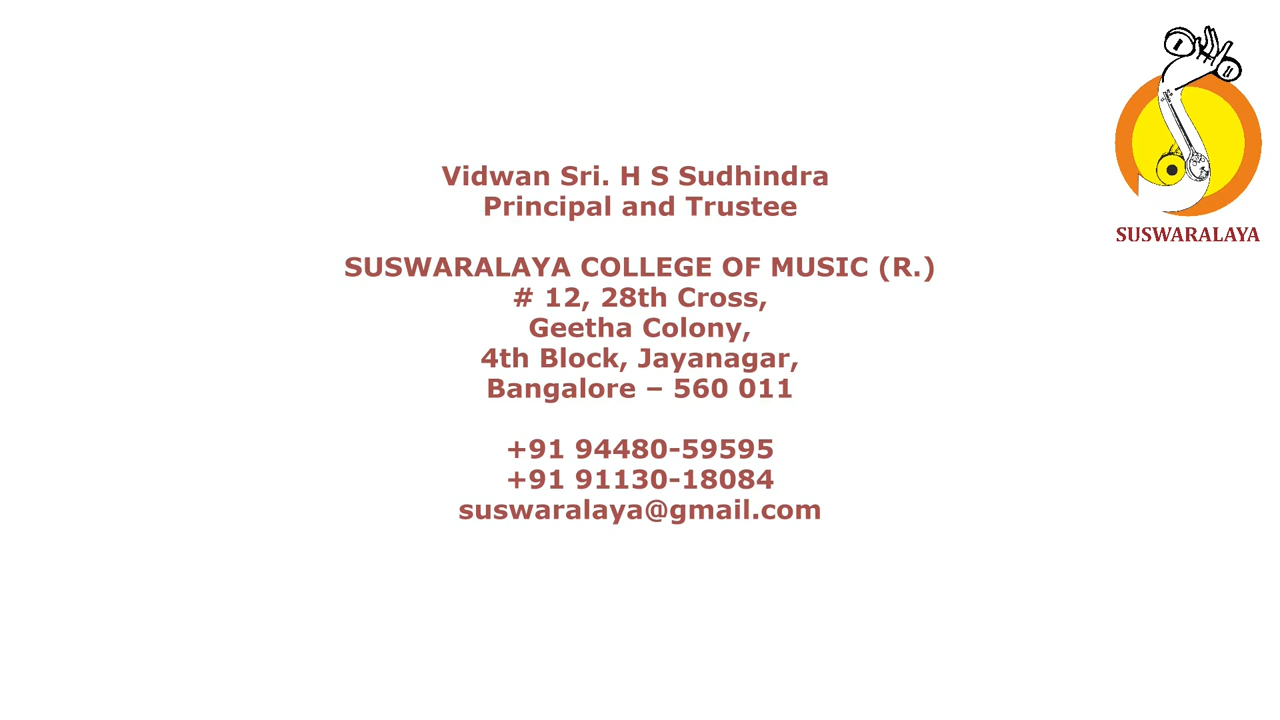 Vidwan Sri. H S Sudhindra
Principal and Trustee
SUSWARALAYA COLLEGE OF MUSIC (R.)
# 12, 28th Cross,
Geetha Colony,
4th Block, Jayanagar,
Bangalore – 560 011
+91 94480-59595
+91 91130-18084
suswaralaya@gmail.com
SUSWARALAYA